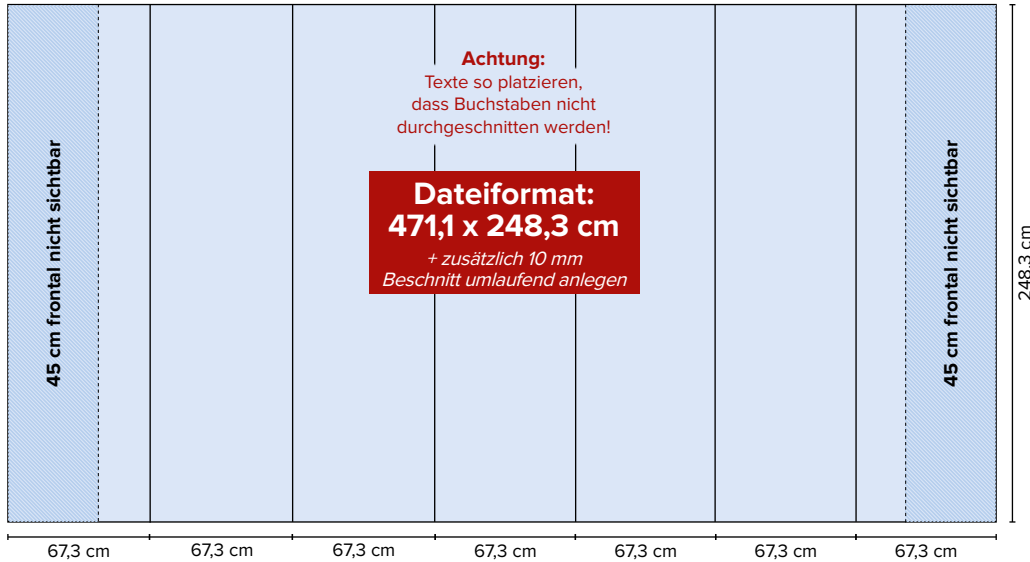 Achtung:
Texte so platzieren,
dass Buchstaben nicht
durchgeschnitten werden!
45 cm frontal nicht sichtbar
Dateiformat:
471,1 x 248,3 cm
+ zusätzlich 10 mm
Beschnitt umlaufend anlegen
45 cm frontal nicht sichtbar
248,3 cm
67,3 cm 67,3 cm 67,3 cm 67,3 cm 67,3 cm 67,3 cm 67,3 cm